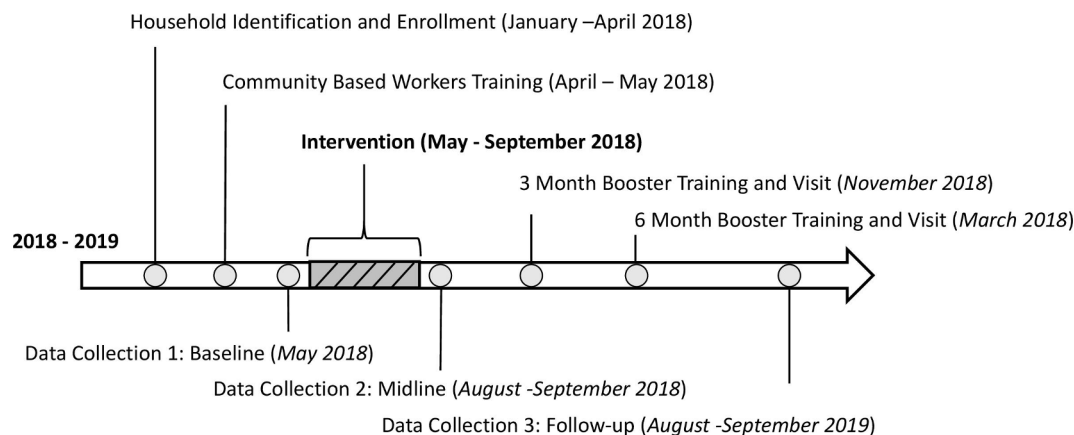 Household Identification and Enrollment (January –April 2018)
Community Based Workers Training (April – May 2018)
Intervention (May - September 2018)
3 Month Booster Training and Visit (November 2018)
6 Month Booster Training and Visit (March 2018)
2018 - 2019
Data Collection 1: Baseline (May 2018)
Data Collection 2: Midline (August -September 2018)
Data Collection 3: Follow-up (August -September 2019)